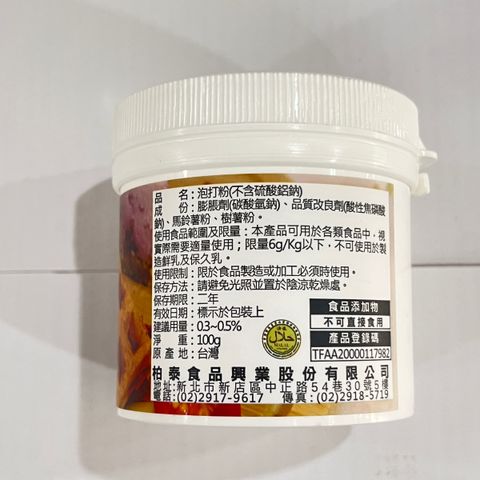 品　　名：泡打粉(不含硫酸鋁鈉)
成　　份：膨脹劑(碳酸氫鈉)、品質改良劑(酸性焦磷酸
鈉)、馬鈴薯粉、樹薯粉。
使用食品範圍及限量：本產品可用於各類食品中，視
實際需要適量使用；限量6g/Kg以下，不可使用於製
造鮮乳及保久乳。
使用限制：限於食品製造或加工必須時使用。
保存方法：請避免光照並置於陰涼乾燥處。
保存期限：二年
有效日期：標示於包裝上
建議用量：0.3~0.5%
淨　　重：100g
原 產 地：台灣
HALAL
食品添加物
不可直接食用
產品登錄碼
TFAA20000117982
柏泰食品興業股份有限公司
地址：新北市新店區中正路54巷30號5樓
電話：(02)2917-9617　傳真：(02)2918-5719